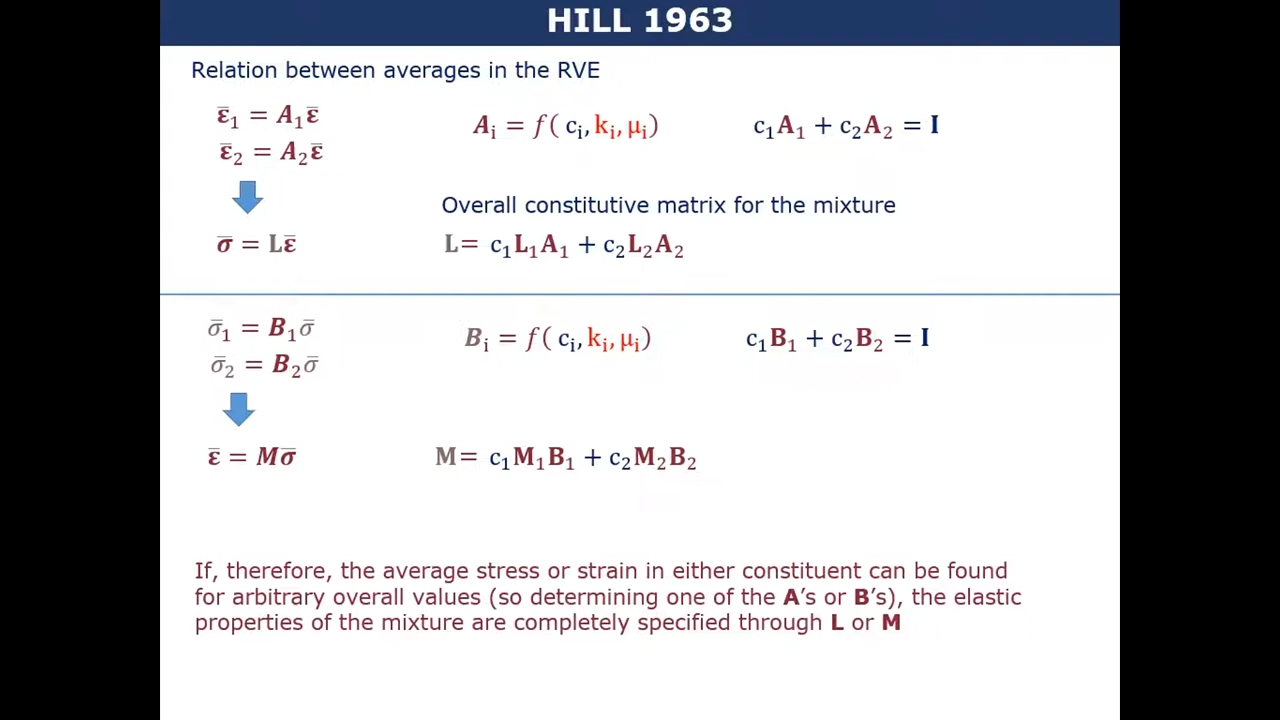 HILL 1963
Relation between averages in the RVE
ε̅₁ = A₁ε̅
Aᵢ = f( cᵢ, kᵢ, μᵢ)
c₁A₁ + c₂A₂ = I
ε̅₂ = A₂ε̅
Overall constitutive matrix for the mixture
σ̅ = Lε̅
L= c₁L₁A₁ + c₂L₂A₂
σ̅₁ = B₁σ̅
Bᵢ = f( cᵢ, kᵢ, μᵢ)
c₁B₁ + c₂B₂ = I
σ̅₂ = B₂σ̅
ε̅ = Mσ̅
M= c₁M₁B₁ + c₂M₂B₂
If, therefore, the average stress or strain in either constituent can be found
for arbitrary overall values (so determining one of the A’s or B’s), the elastic
properties of the mixture are completely specified through L or M